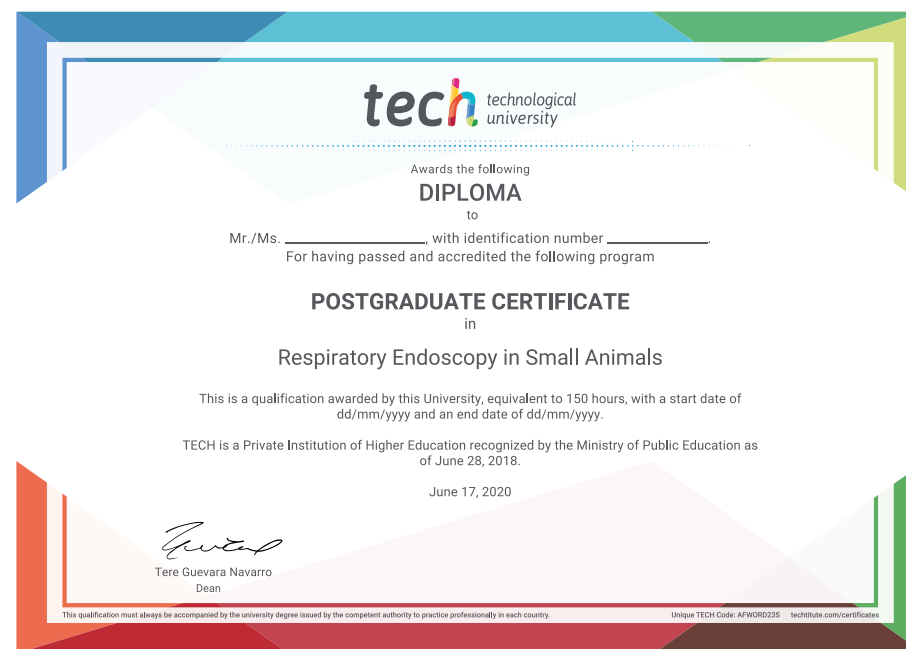 tech technological
university
Awards the following
DIPLOMA
to
Mr./Ms. ____________________, with identification number ______________.
For having passed and accredited the following program
POSTGRADUATE CERTIFICATE
in
Respiratory Endoscopy in Small Animals
This is a qualification awarded by this University, equivalent to 150 hours, with a start date of
dd/mm/yyyy and an end date of dd/mm/yyyy.
TECH is a Private Institution of Higher Education recognized by the Ministry of Public Education as
of June 28, 2018.
June 17, 2020
Tere Guevara Navarro
Dean
This qualification must always be accompanied by the university degree issued by the competent authority to practice professionally in each country.
Unique TECH Code: AFWORD23S techtitute.com/certificates